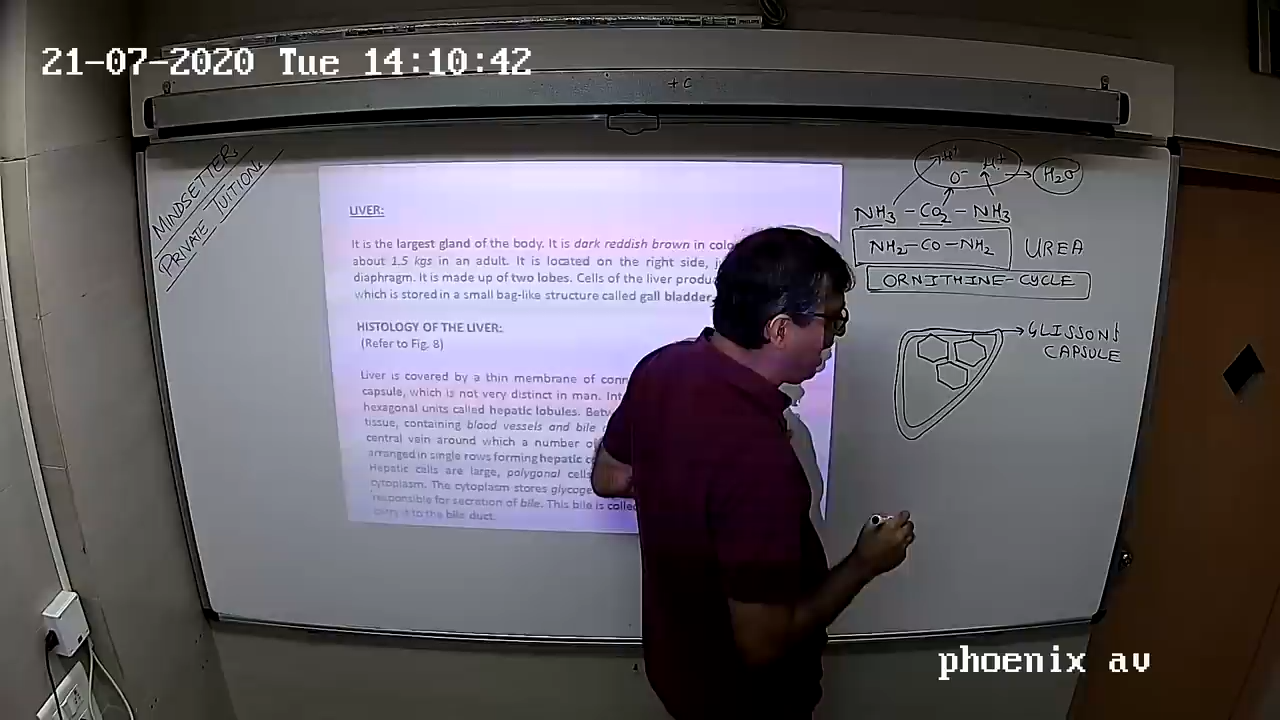 21-07-2020 Tue 14:10:42
+ C
MINDSETTERS
PRIVATE TUITIONS
LIVER:
It is the largest gland of the body. It is dark reddish brown in
about 1.5 kgs in an adult. It is located on the right side,
diaphragm. It is made up of two lobes. Cells of the liver
which is stored in a small bag-like structure called gall bladder.
HISTOLOGY OF THE LIVER:
(Refer to Fig. 8)
Liver is covered by a thin membrane of
capsule, which is not very distinct in man.
hexagonal units called hepatic lobules.
tissue, containing blood vessels and bile
central vein around which a number
arranged in single rows forming hepatic
Hepatic cells are large, polygonal cells
cytoplasm. The cytoplasm stores
responsible for secretion of bile. This bile is
carry it to the bile duct.
H+ H+
O- H2O
NH3 - CO2 - NH3
NH2-CO-NH2 UREA
ORNITHINE-CYCLE
GLISSONS
CAPSULE
phoenix av